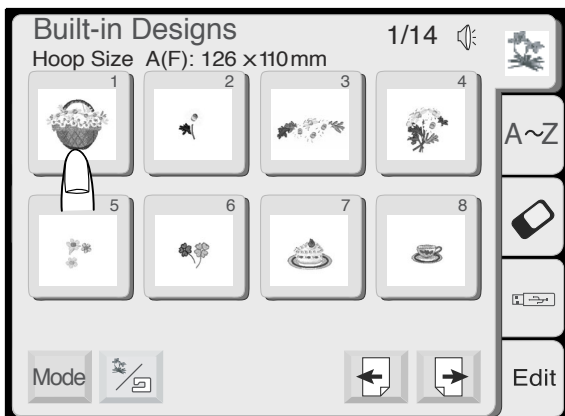 Built-in Designs 1/14
Hoop Size A(F): 126 ×110 mm
1 2 3 4
A~Z
5 6 7 8
Mode Edit